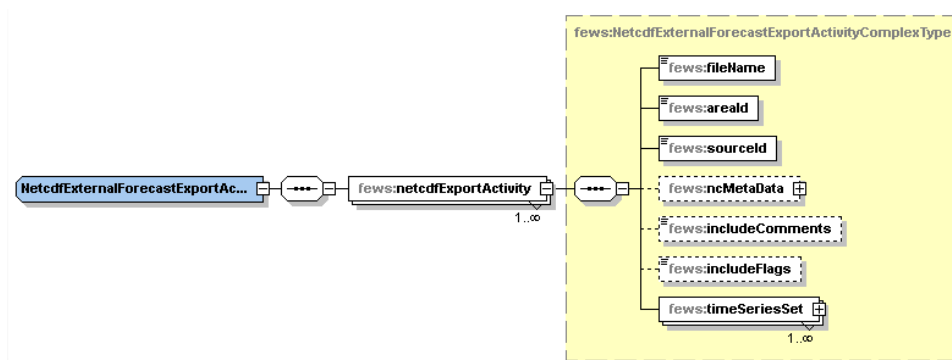 fews:NetcdfExternalForecastExportActivityComplexType
fews:fileName
fews:areaId
fews:sourceId
NetcdfExternalForecastExportAc...
fews:netcdfExportActivity
1..∞
fews:ncMetaData
fews:includeComments
fews:includeFlags
fews:timeSeriesSet
1..∞